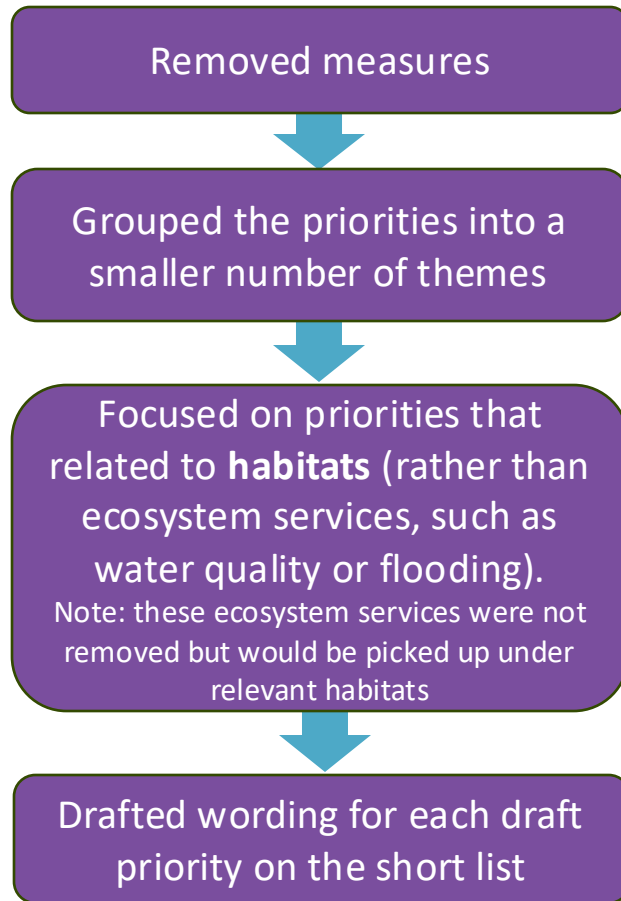 Removed measures
Grouped the priorities into a
smaller number of themes
Focused on priorities that
related to habitats (rather than
ecosystem services, such as
water quality or flooding).
Note: these ecosystem services were not
removed but would be picked up under
relevant habitats
Drafted wording for each draft
priority on the short list